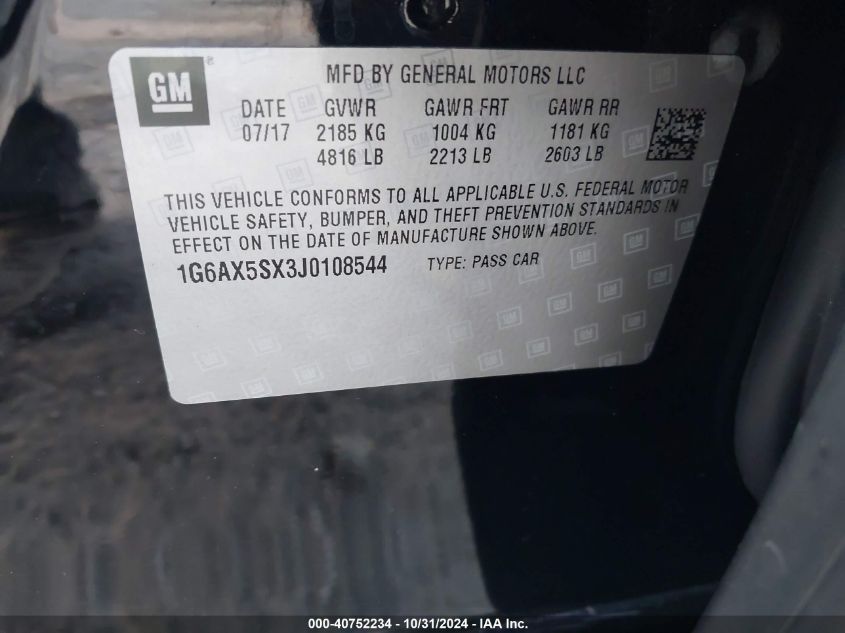 GM
MFD BY GENERAL MOTORS LLC
DATE GVWR GAWR FRT GAWR RR
07/17 2185 KG 1004 KG 1181 KG
4816 LB 2213 LB 2603 LB
THIS VEHICLE CONFORMS TO ALL APPLICABLE U.S. FEDERAL MOTOR
VEHICLE SAFETY, BUMPER, AND THEFT PREVENTION STANDARDS IN
EFFECT ON THE DATE OF MANUFACTURE SHOWN ABOVE.
1G6AX5SX3J0108544 TYPE: PASS CAR
000-40752234 - 10/31/2024 - IAA Inc.